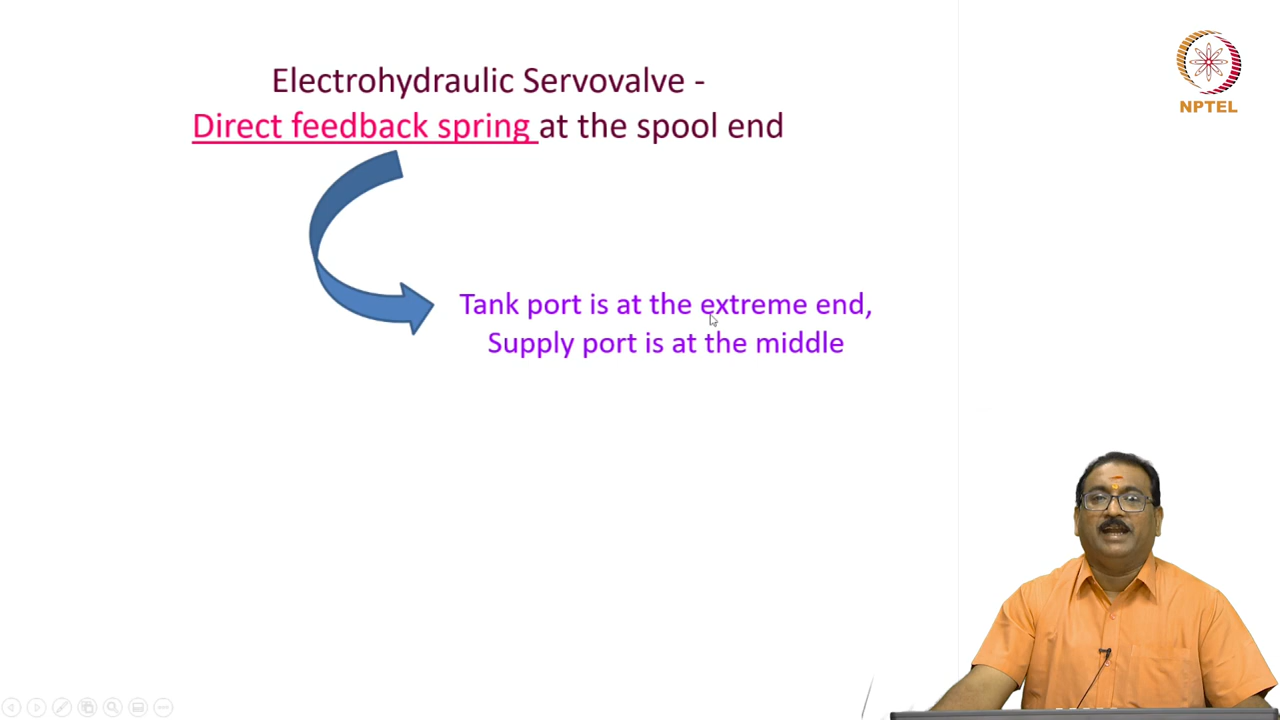 Electrohydraulic Servovalve -
Direct feedback spring at the spool end
NPTEL
Tank port is at the extreme end,
Supply port is at the middle